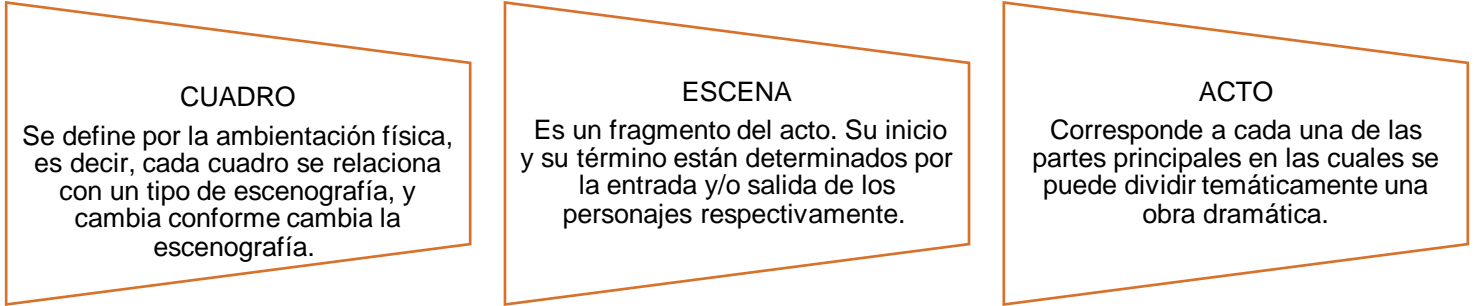 CUADRO
Se define por la ambientación física,
es decir, cada cuadro se relaciona
con un tipo de escenografía, y
cambia conforme cambia la
escenografía.
ESCENA
Es un fragmento del acto. Su inicio
y su término están determinados por
la entrada y/o salida de los
personajes respectivamente.
ACTO
Corresponde a cada una de las
partes principales en las cuales se
puede dividir temáticamente una
obra dramática.